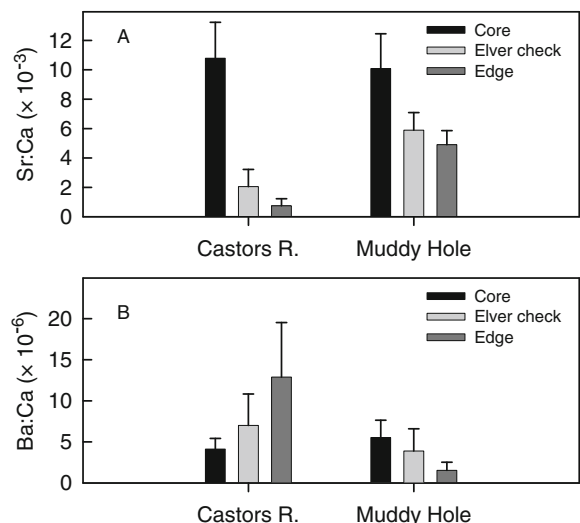 A
Core
Elver check
Edge
12
10
8
6
4
2
0
Sr:Ca (× 10⁻³)
Castors R. Muddy Hole
B
Core
Elver check
Edge
20
15
10
5
0
Ba:Ca (× 10⁻⁶)
Castors R. Muddy Hole